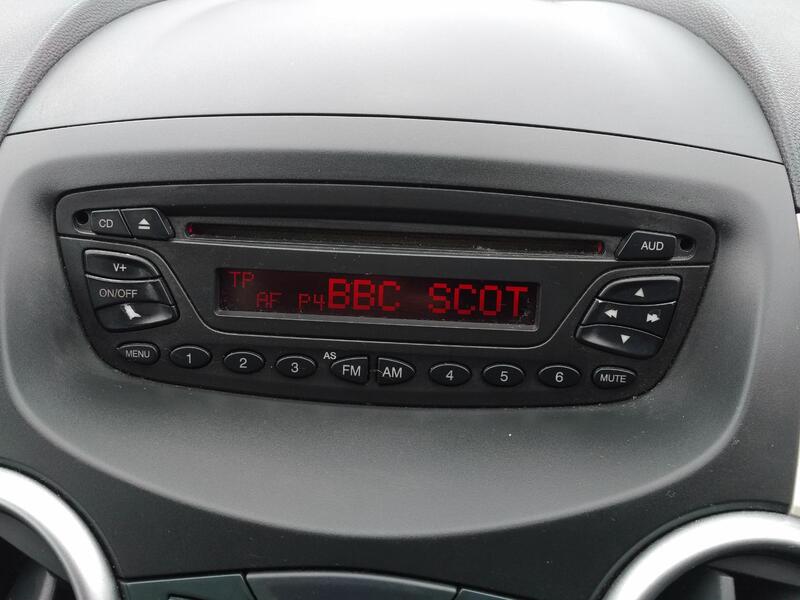 CD
AUD
V+
TP
ON/OFF
AF P4 BBC SCOT
MENU 1 2 3 AS FM AM 4 5 6 MUTE